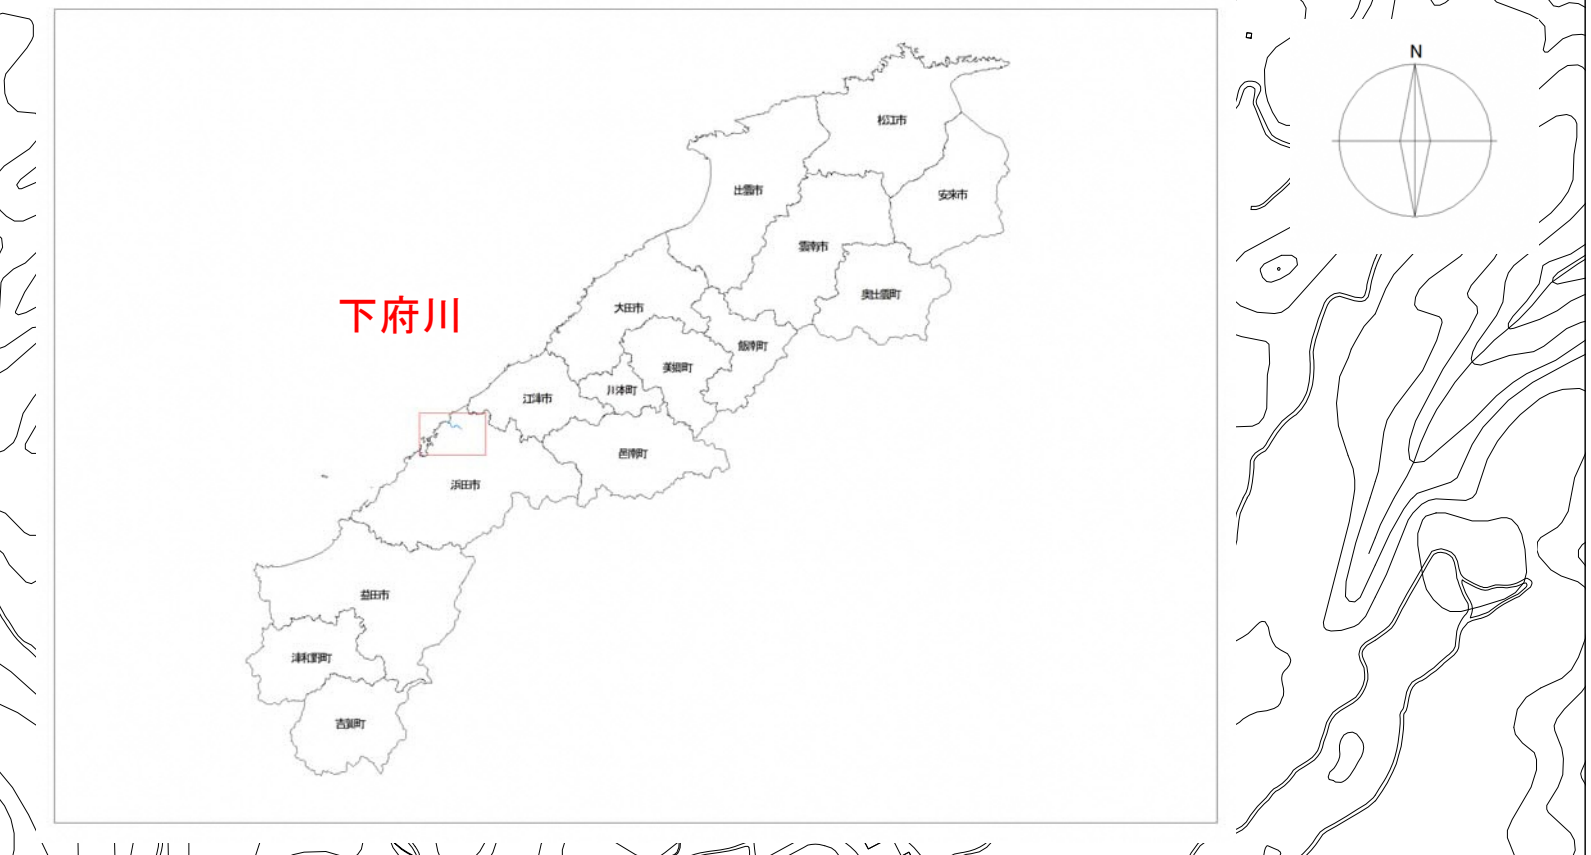 N
松江市
出雲市
安来市
雲南市
奥出雲町
下府川
大田市
飯南町
美郷町
川本町
江津市
邑南町
浜田市
益田市
津和野町
吉賀町